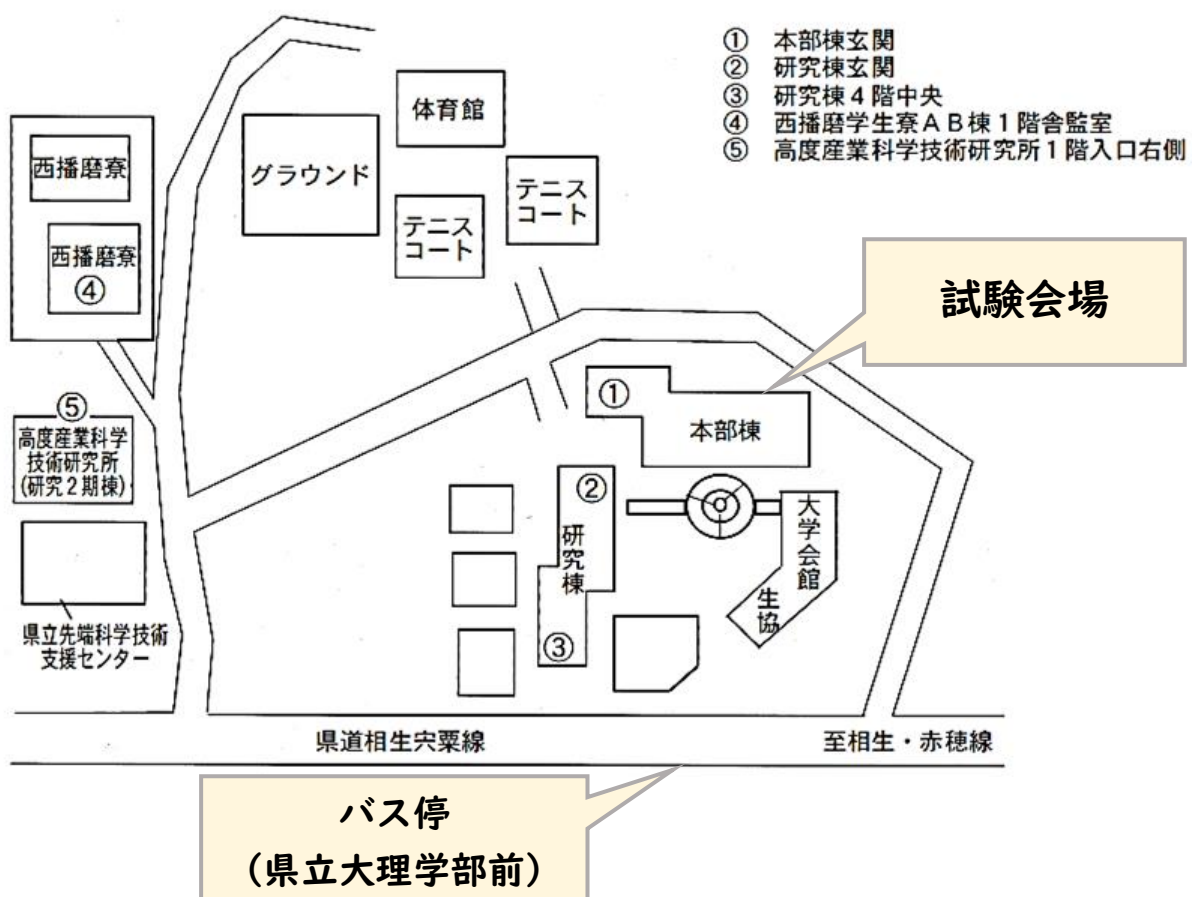 ① 本部棟玄関
② 研究棟玄関
③ 研究棟4階中央
④ 西播磨学生寮AB棟1階舎監室
⑤ 高度産業科学技術研究所1階入口右側
体育館
グラウンド
テニス
コート
テニス
コート
西播磨寮
西播磨寮
④
試験会場
①
本部棟
⑤
高度産業科学
技術研究所
(研究2期棟)
②
研究棟
③
大学会館
生協
県立先端科学技術
支援センター
県道相生宍粟線
至相生・赤穂線
バス停
(県立大理学部前)